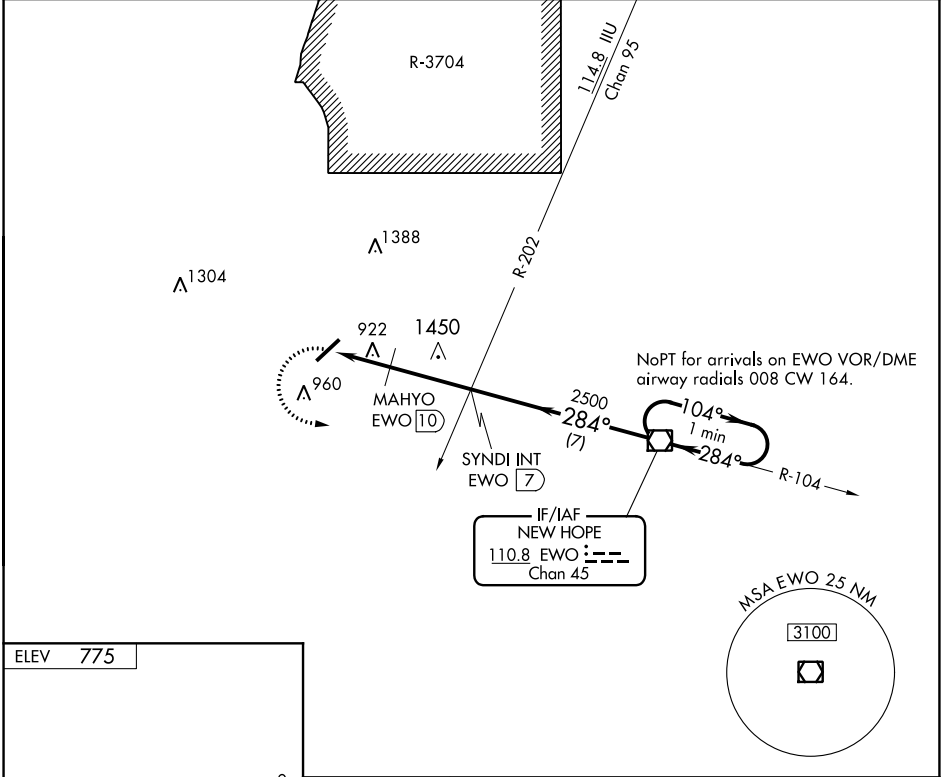 R-3704
114.8 IIU
Chan 95
R-202
1388
1304
922
1450
960
MAHYO
EWO 10
SYNDI INT
EWO 7
2500
284°
(7)
NoPT for arrivals on EWO VOR/DME
airway radials 008 CW 164.
104°
1 min
284°
R-104
IF/IAF
NEW HOPE
110.8 EWO
Chan 45
MSA EWO 25 NM
3100
ELEV 775